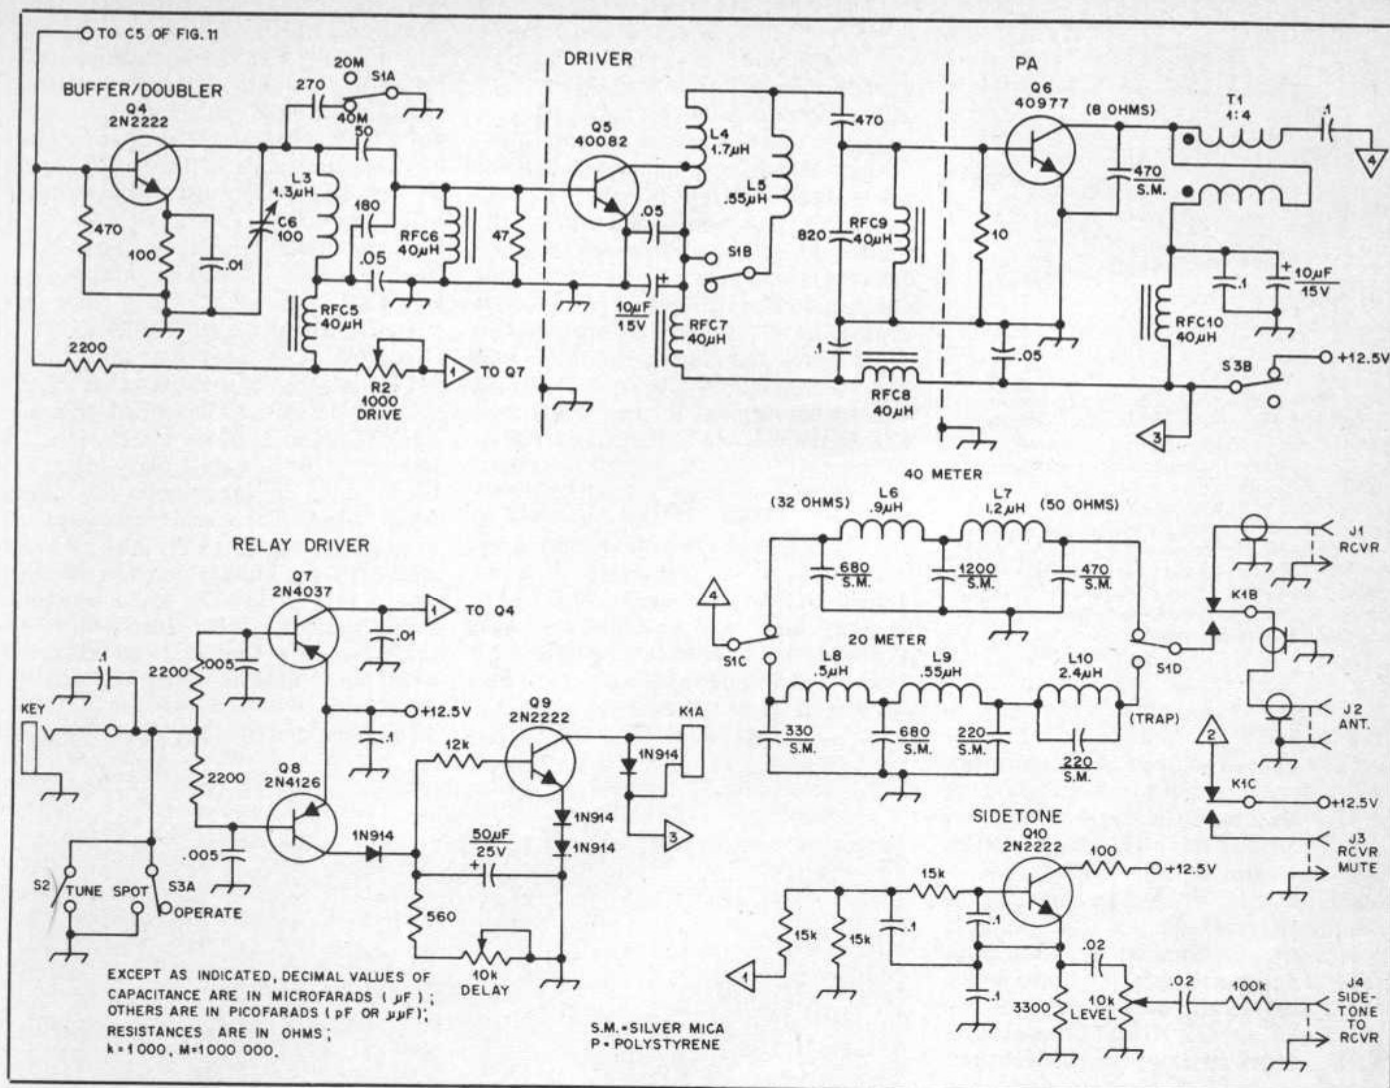 TO C5 OF FIG. 11
BUFFER/DOUBLER
Q4
2N2222
20M
S1A
270
40M
50
L3
1.3µH
C6
100
180
470
100
.01
.05
RFC6
40µH
47
RFC5
40µH
2200
R2
1000
DRIVE
1
TO Q7
DRIVER
Q5
40082
L4
1.7µH
L5
.55µH
.05
S1B
10µF
15V
+
RFC7
40µH
470
820
RFC9
40µH
.1
RFC8
40µH
PA
Q6
40977
(8 OHMS)
T1
1:4
.1
4
470
S.M.
10
.05
.1
+
10µF
15V
RFC10
40µH
S3B
+12.5V
3
40 METER
(32 OHMS)
L6
.9µH
L7
1.2µH
(50 OHMS)
680
S.M.
1200
S.M.
470
S.M.
4
S1C
20 METER
L8
.5µH
L9
.55µH
L10
2.4µH
S1D
(TRAP)
330
S.M.
680
S.M.
220
S.M.
220
S.M.
J1
RCVR
K1B
J2
ANT.
2
K1C
+12.5V
J3
RCVR
MUTE
RELAY DRIVER
Q7
2N4037
1
TO Q4
.01
2200
.005
.1
KEY
+12.5V
.1
2200
Q8
2N4126
.005
1N914
S2
TUNE
SPOT
S3A
OPERATE
12k
Q9
2N2222
K1A
1N914
3
1N914
1N914
50µF
25V
+
560
10k
DELAY
SIDETONE
Q10
2N2222
100
+12.5V
15k
.1
.1
15k
15k
1
.1
3300
.02
10k
LEVEL
.02
100k
J4
SIDE-
TONE
TO
RCVR
EXCEPT AS INDICATED, DECIMAL VALUES OF
CAPACITANCE ARE IN MICROFARADS ( µF ) ;
OTHERS ARE IN PICOFARADS ( pF OR µµF);
RESISTANCES ARE IN OHMS ;
k=1000, M=1000 000.
S.M.=SILVER MICA
P= POLYSTYRENE